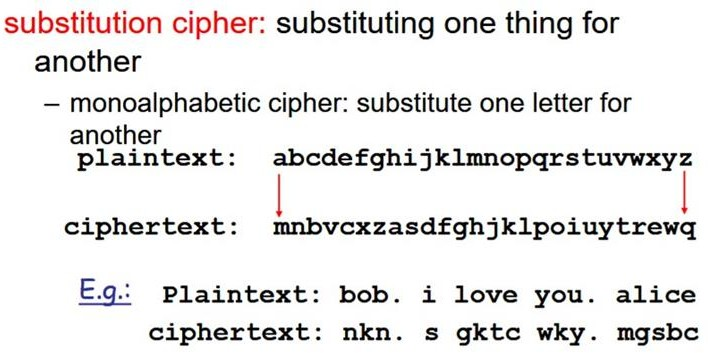 substitution cipher: substituting one thing for
another
– monoalphabetic cipher: substitute one letter for
another
plaintext: abcdefghijklmnopqrstuvwxyz
ciphertext: mnbvcxzasdfghjklpoiuytrewq
E.g.: Plaintext: bob. i love you. alice
ciphertext: nkn. s gktc wky. mgsbc